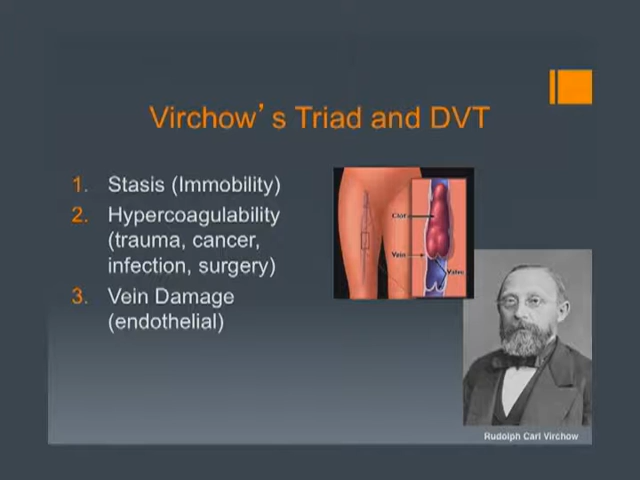 Virchow's Triad and DVT
1. Stasis (Immobility)
2. Hypercoagulability
(trauma, cancer,
infection, surgery)
3. Vein Damage
(endothelial)
Clot
Vein
Valve
Rudolph Carl Virchow